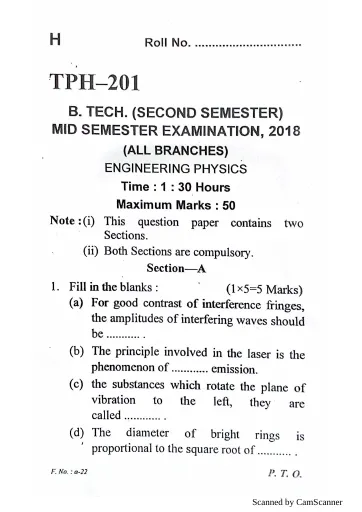 H Roll No. ................................
TPH–201
B. TECH. (SECOND SEMESTER)
MID SEMESTER EXAMINATION, 2018
(ALL BRANCHES)
ENGINEERING PHYSICS
Time : 1 : 30 Hours
Maximum Marks : 50
Note :(i) This question paper contains two
Sections.
(ii) Both Sections are compulsory.
Section—A
1. Fill in the blanks : (1×5=5 Marks)
(a) For good contrast of interference fringes,
the amplitudes of interfering waves should
be ............ .
(b) The principle involved in the laser is the
phenomenon of ............ emission.
(c) the substances which rotate the plane of
vibration to the left, they are
called ............ .
(d) The diameter of bright rings is
proportional to the square root of ........... .
F. No. : a-22 P. T. O.
Scanned by CamScanner